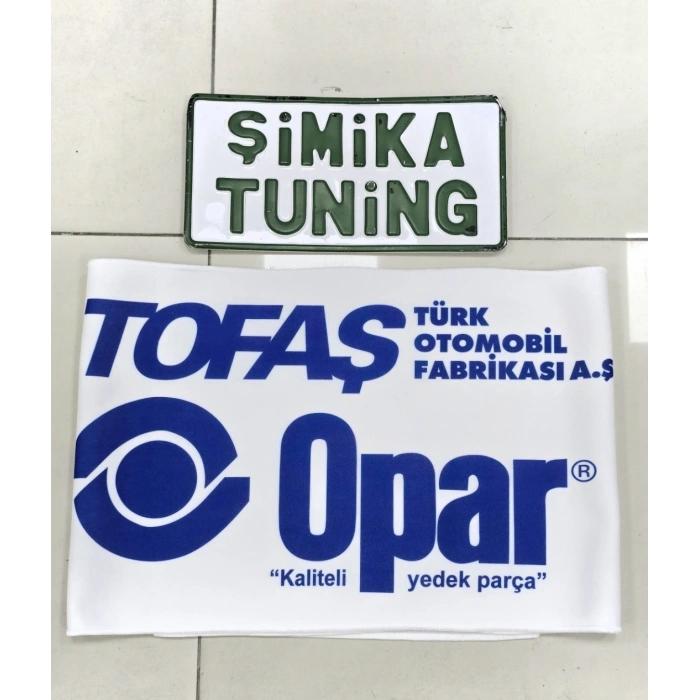 ŞiMiKA
TUNiNG
TOFAŞ
TÜRK
OTOMOBİL
FABRİKASI A.Ş
Opar®
“Kaliteli yedek parça”